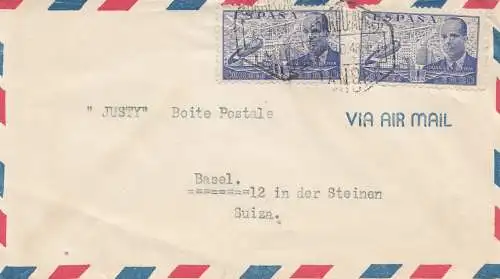 ESPAÑA ESPAÑA
"JUSTY" Boite Postale
VIA AIR MAIL
Basel.
========12 in der Steinen
Suiza.